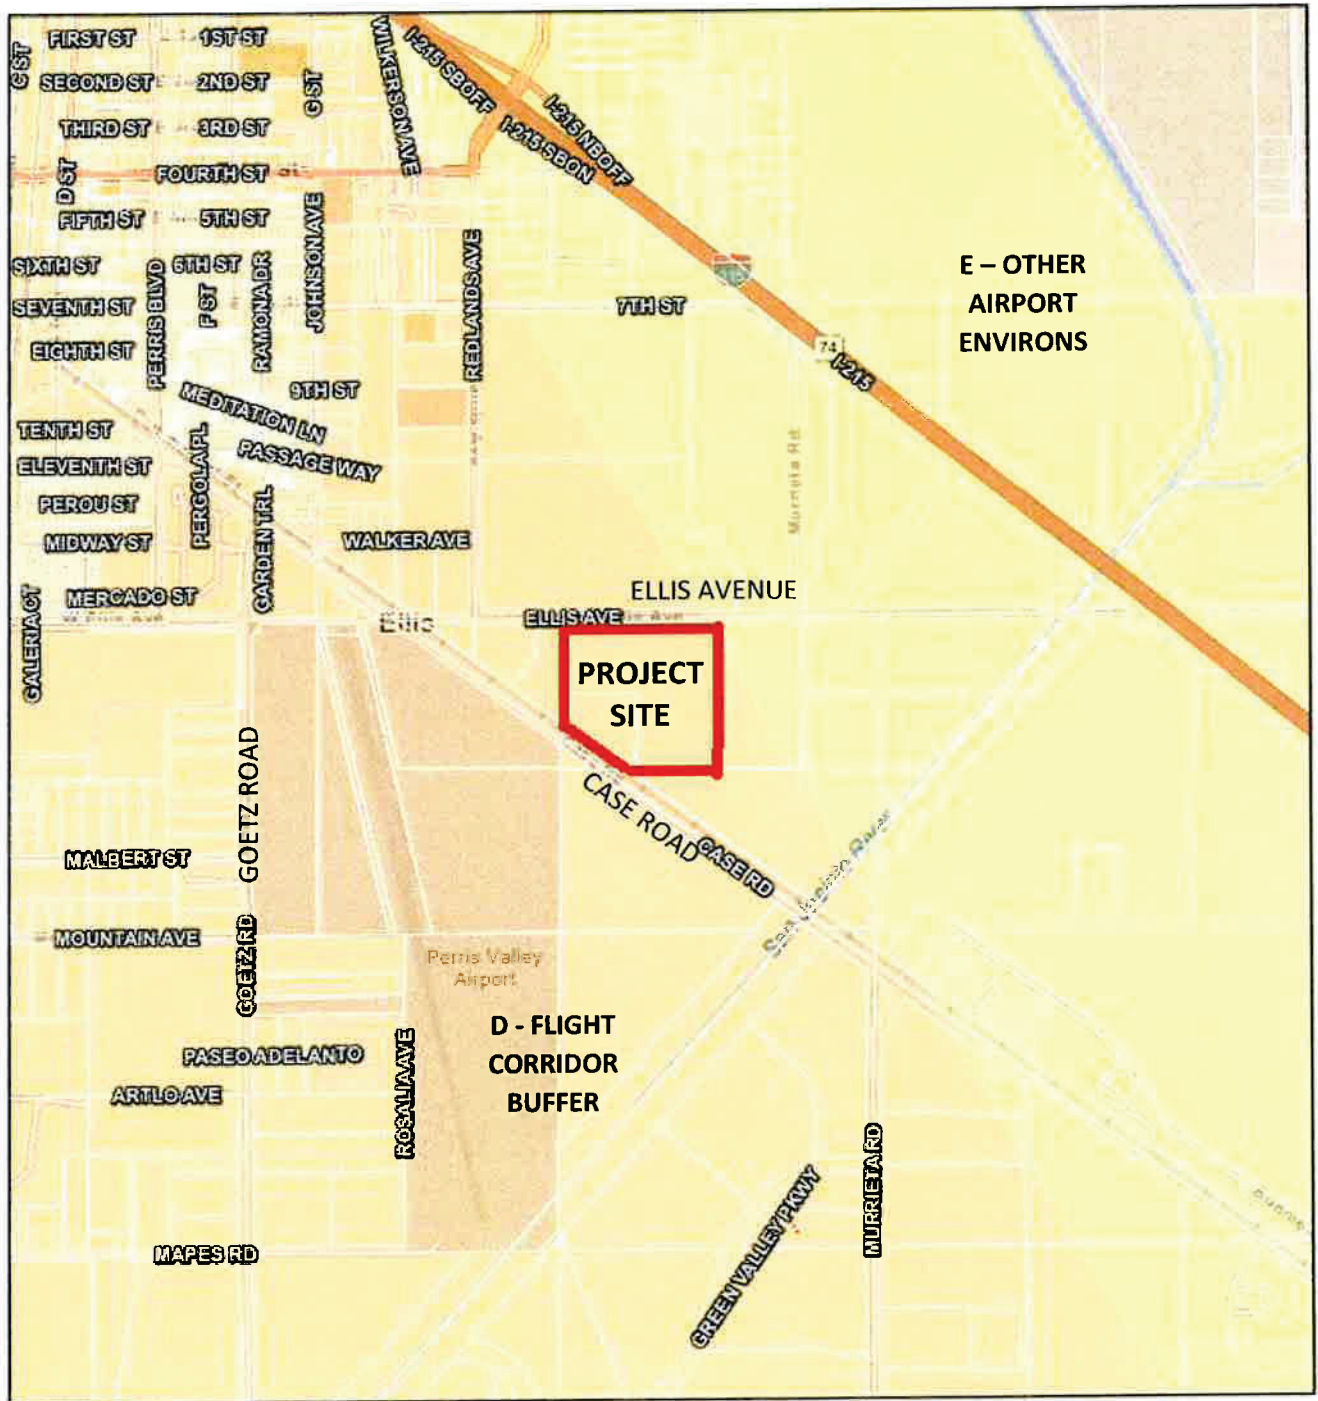 FIRST ST
1ST ST
C ST
SECOND ST
2ND ST
G ST
WILKERSON AVE
I-215 SBOFF
I-215 NBOFF
I-215 SBON
THIRD ST
3RD ST
D ST
FOURTH ST
FIFTH ST
5TH ST
SIXTH ST
6TH ST
SEVENTH ST
PERRIS BLVD
F ST
RAMONA DR
JOHNSON AVE
REDLANDS AVE
7TH ST
E – OTHER
AIRPORT
ENVIRONS
74
I-215
EIGHTH ST
MEDITATION LN
9TH ST
TENTH ST
ELEVENTH ST
PERGOLA PL
PASSAGE WAY
PEROU ST
GARDEN TRL
Murrieta Rd
MIDWAY ST
WALKER AVE
MERCADO ST
GALERIA CT
W Ellis Ave
Ellis
ELLIS AVENUE
ELLIS AVE
PROJECT
SITE
GOETZ ROAD
CASE ROAD
CASE RD
MALBERT ST
MOUNTAIN AVE
GOETZ RD
Perris Valley
Airport
San Jacinto River
D - FLIGHT
CORRIDOR
BUFFER
PASEO ADELANTO
ARTLO AVE
ROSALIA AVE
MURRIETA RD
GREEN VALLEY PKWY
MAPES RD